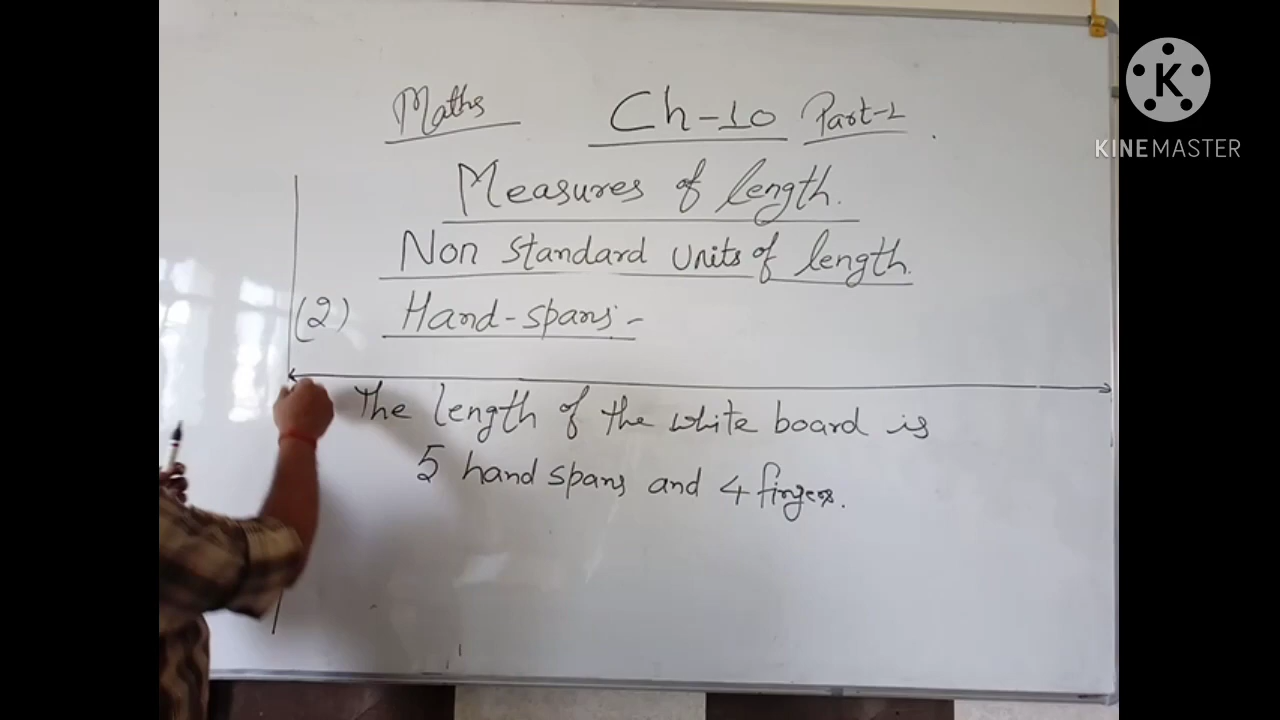 Maths Ch-10 Part-2
Measures of length.
Non Standard Units of length.
(2) Hand-spans:-
The length of the white board is
5 hand spans and 4 fingers.
K
KINEMASTER